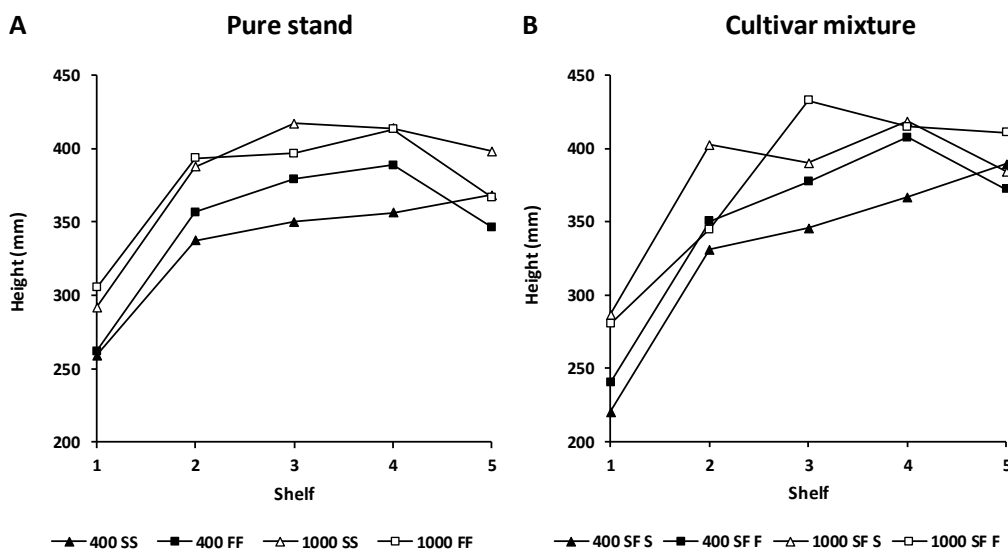 A Pure stand
450
400
350
300
250
200
Height (mm)
1 2 3 4 5
Shelf
400 SS 400 FF 1000 SS 1000 FF
B Cultivar mixture
450
400
350
300
250
200
Height (mm)
1 2 3 4 5
Shelf
400 SF S 400 SF F 1000 SF S 1000 SF F